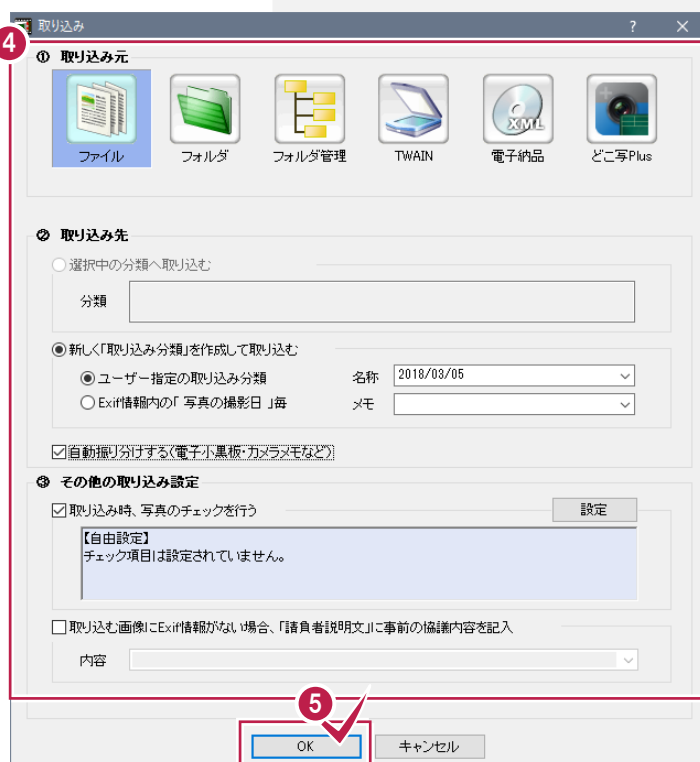 取り込み
4
① 取り込み元
ファイル
フォルダ
フォルダ管理
TWAIN
XML
電子納品
どこ写Plus
② 取り込み先
選択中の分類へ取り込む
分類
新しく「取り込み分類」を作成して取り込む
ユーザー指定の取り込み分類
名称 2018/03/05
Exif情報内の「 写真の撮影日 」毎
メモ
自動振り分けする(電子小黒板・カメラメモなど)
③ その他の取り込み設定
取り込み時、写真のチェックを行う
設定
【自由設定】
チェック項目は設定されていません。
取り込む画像にExif情報がない場合、「請負者説明文」に事前の協議内容を記入
内容
5
OK
キャンセル